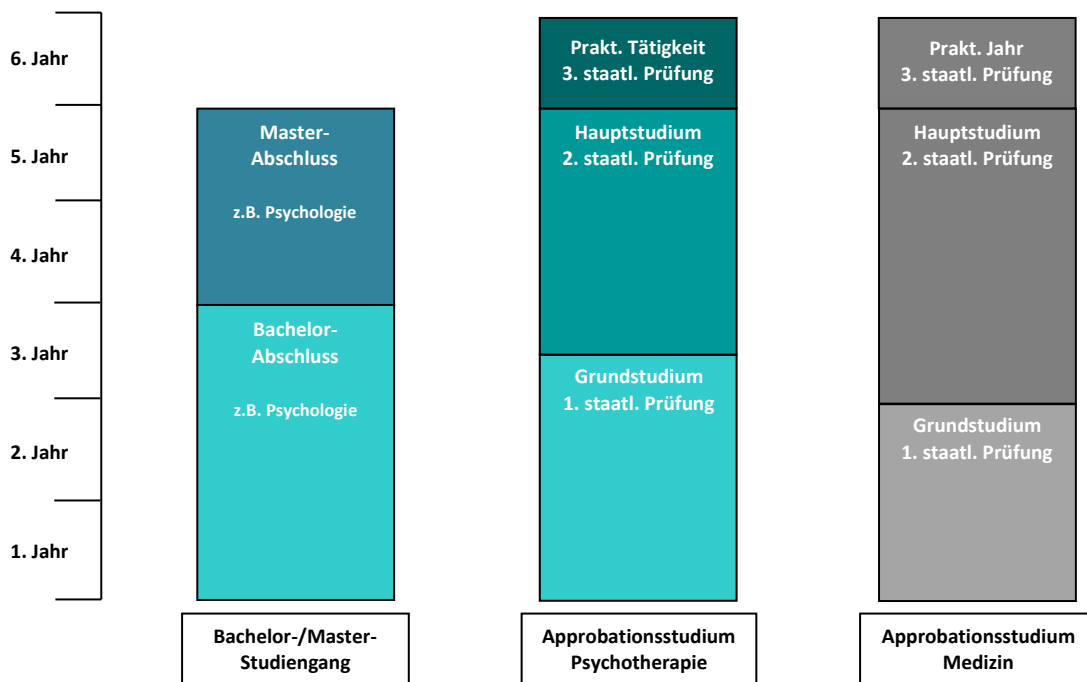 6. Jahr
5. Jahr
4. Jahr
3. Jahr
2. Jahr
1. Jahr
Master-
Abschluss
z.B. Psychologie
Bachelor-
Abschluss
z.B. Psychologie
Bachelor-/Master-
Studiengang
Prakt. Tätigkeit
3. staatl. Prüfung
Hauptstudium
2. staatl. Prüfung
Grundstudium
1. staatl. Prüfung
Approbationsstudium
Psychotherapie
Prakt. Jahr
3. staatl. Prüfung
Hauptstudium
2. staatl. Prüfung
Grundstudium
1. staatl. Prüfung
Approbationsstudium
Medizin